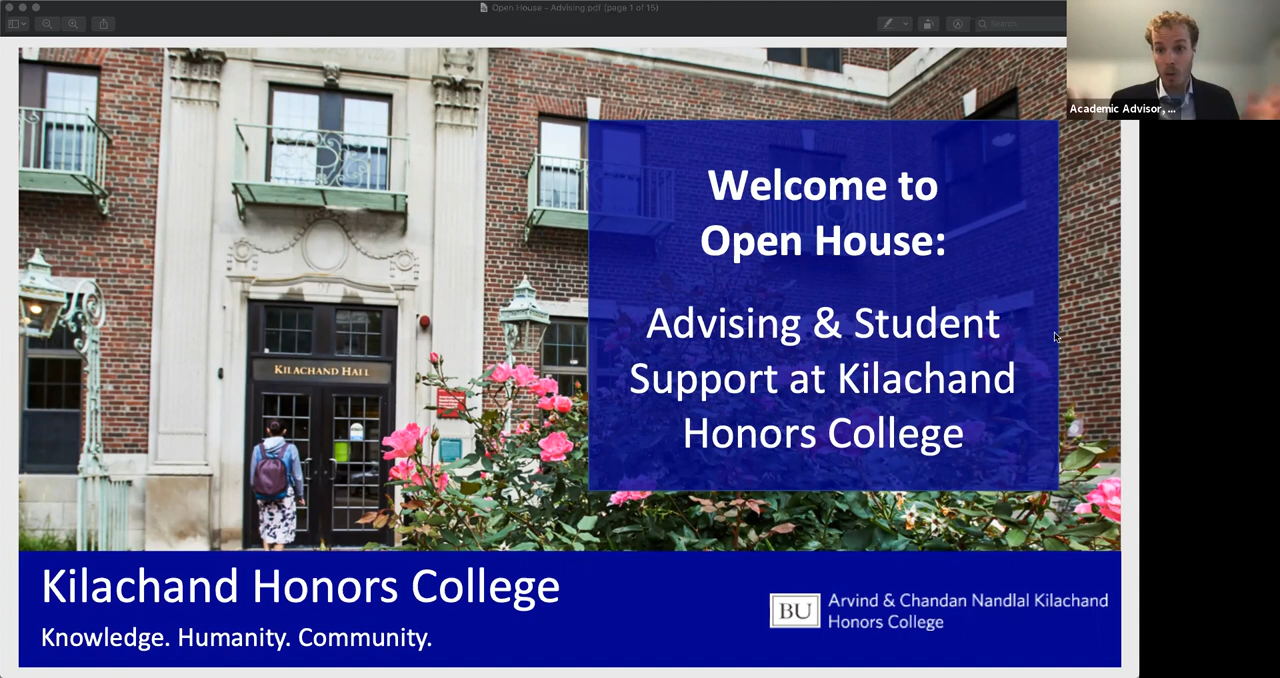 Open House - Advising.pdf (page 1 of 15)
Search
Academic Advisor, ...
Welcome to
Open House:
Advising & Student
Support at Kilachand
Honors College
KILACHAND HALL
Kilachand Honors College
Knowledge. Humanity. Community.
BU
Arvind & Chandan Nandlal Kilachand
Honors College